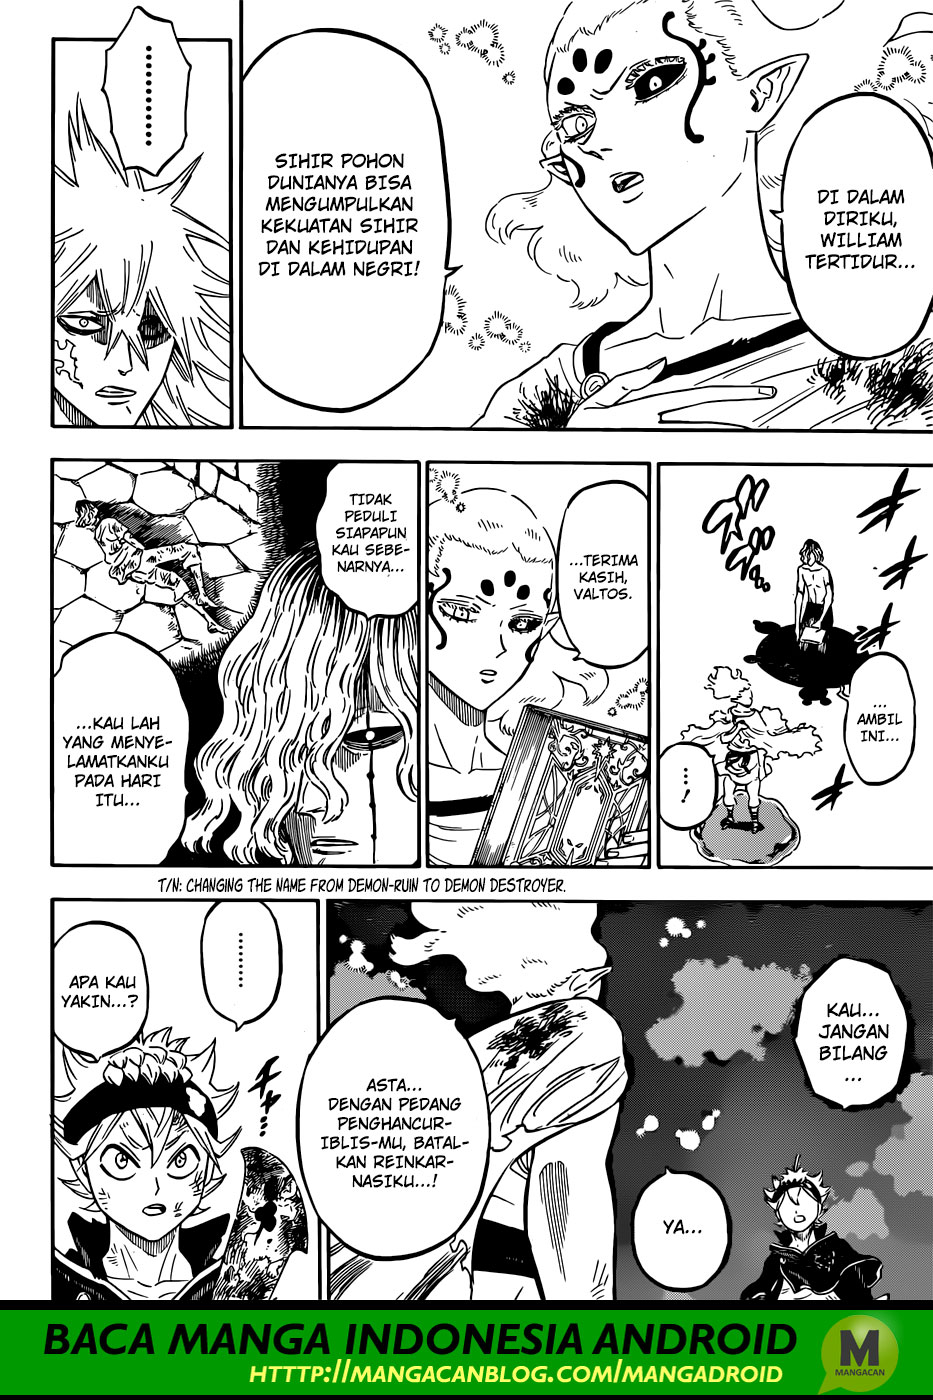 DI DALAM
DIRIKU,
WILLIAM
TERTIDUR...
SIHIR POHON
DUNIANYA BISA
MENGUMPULKAN
KEKUATAN SIHIR
DAN KEHIDUPAN
DI DALAM NEGRI!
.........
...
AMBIL
INI...
...!
...TERIMA
KASIH,
VALTOS.
TIDAK
PEDULI
SIAPAPUN
KAU SEBE-
NARNYA...
...KAU LAH
YANG MENYE-
LAMATKANKU
PADA HARI
ITU...
T/N: CHANGING THE NAME FROM DEMON-RUIN TO DEMON DESTROYER.
KAU...
JANGAN
BILANG
...
YA...
ASTA...
DENGAN PEDANG
PENGHANCUR-
IBLIS-MU, BATAL-
KAN REINKAR-
NASIKU...!
.........
APA KAU
YAKIN...?
BACA MANGA INDONESIA ANDROID
HTTTP://MANGACANBLOG.COM/MANGADROID
M
MANGACAN